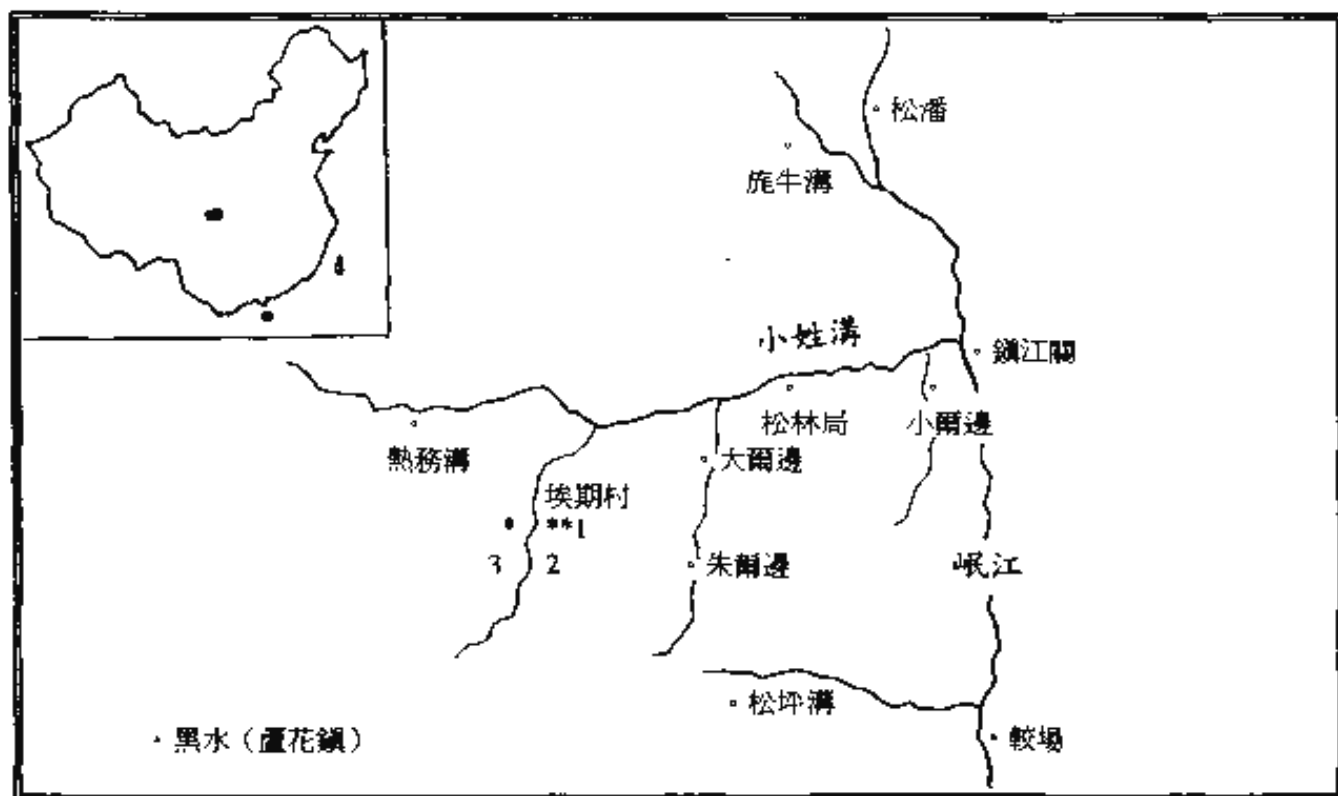 松潘
旄牛溝
小姓溝
鎮江關
松林局
小爾邊
熱務溝
大爾邊
埃期村
**1
3
2
朱爾邊
岷江
松坪溝
黑水（蘆花鎮）
較場